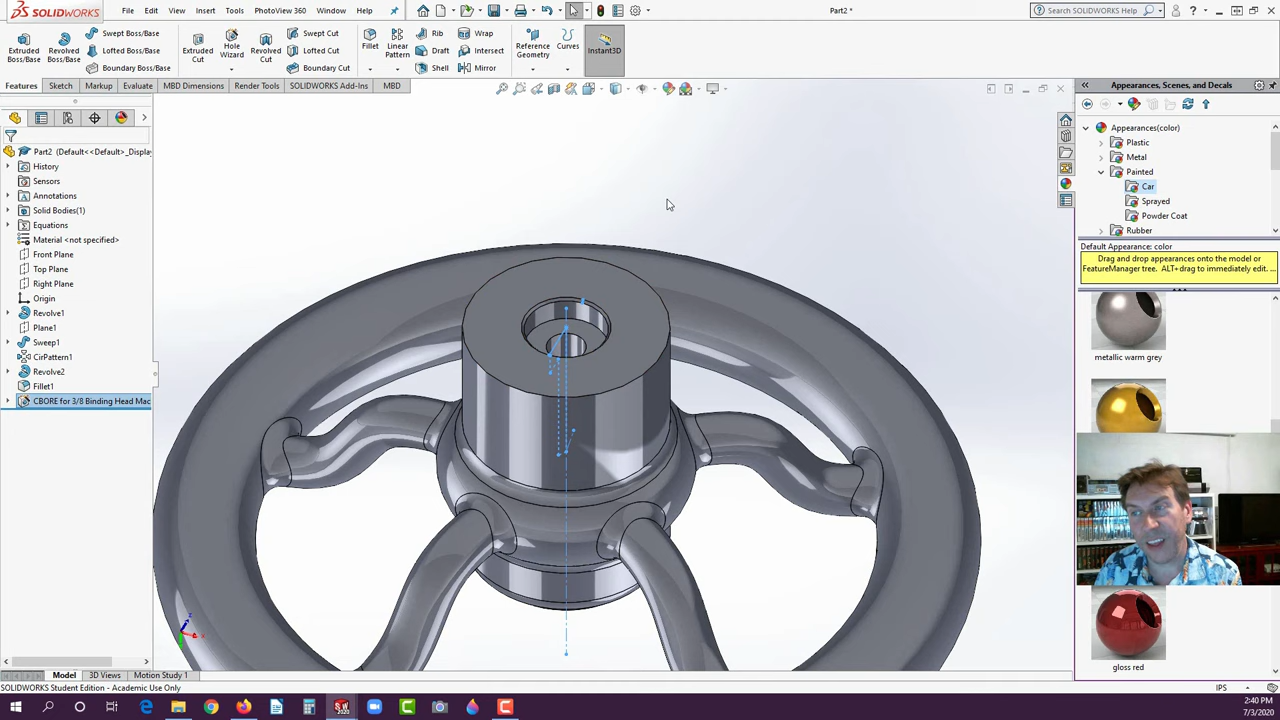 SOLIDWORKS
File Edit View Insert Tools PhotoView 360 Window Help
Part2 *
Search SOLIDWORKS Help
Extruded Boss/Base
Revolved Boss/Base
Swept Boss/Base
Lofted Boss/Base
Boundary Boss/Base
Extruded Cut
Hole Wizard
Revolved Cut
Swept Cut
Lofted Cut
Boundary Cut
Fillet
Linear Pattern
Rib
Draft
Shell
Wrap
Intersect
Mirror
Reference Geometry
Curves
Instant3D
Features Sketch Markup Evaluate MBD Dimensions Render Tools SOLIDWORKS Add-Ins MBD
Part2 (Default<<Default>_Display
History
Sensors
Annotations
Solid Bodies(1)
Equations
Material <not specified>
Front Plane
Top Plane
Right Plane
Origin
Revolve1
Plane1
Sweep1
CirPattern1
Revolve2
Fillet1
CBORE for 3/8 Binding Head Mac
Appearances, Scenes, and Decals
Appearances(color)
Plastic
Metal
Painted
Car
Sprayed
Powder Coat
Rubber
Default Appearance: color
Drag and drop appearances onto the model or
FeatureManager tree. ALT+drag to immediately edit. ...
metallic warm grey
gloss red
z
x
Model 3D Views Motion Study 1
SOLIDWORKS Student Edition - Academic Use Only
IPS
SW
2020
2:40 PM
7/3/2020